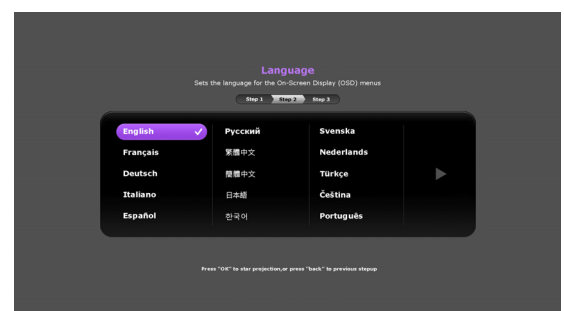 Language
Sets the language for the On-Screen Display (OSD) menus
Step 1 Step 2 Step 3
English Русский Svenska
Français 繁體中文 Nederlands
Deutsch 簡體中文 Türkçe
Italiano 日本語 Čeština
Español 한국어 Português
Press "OK" to star projection,or press "back" to previous stepup